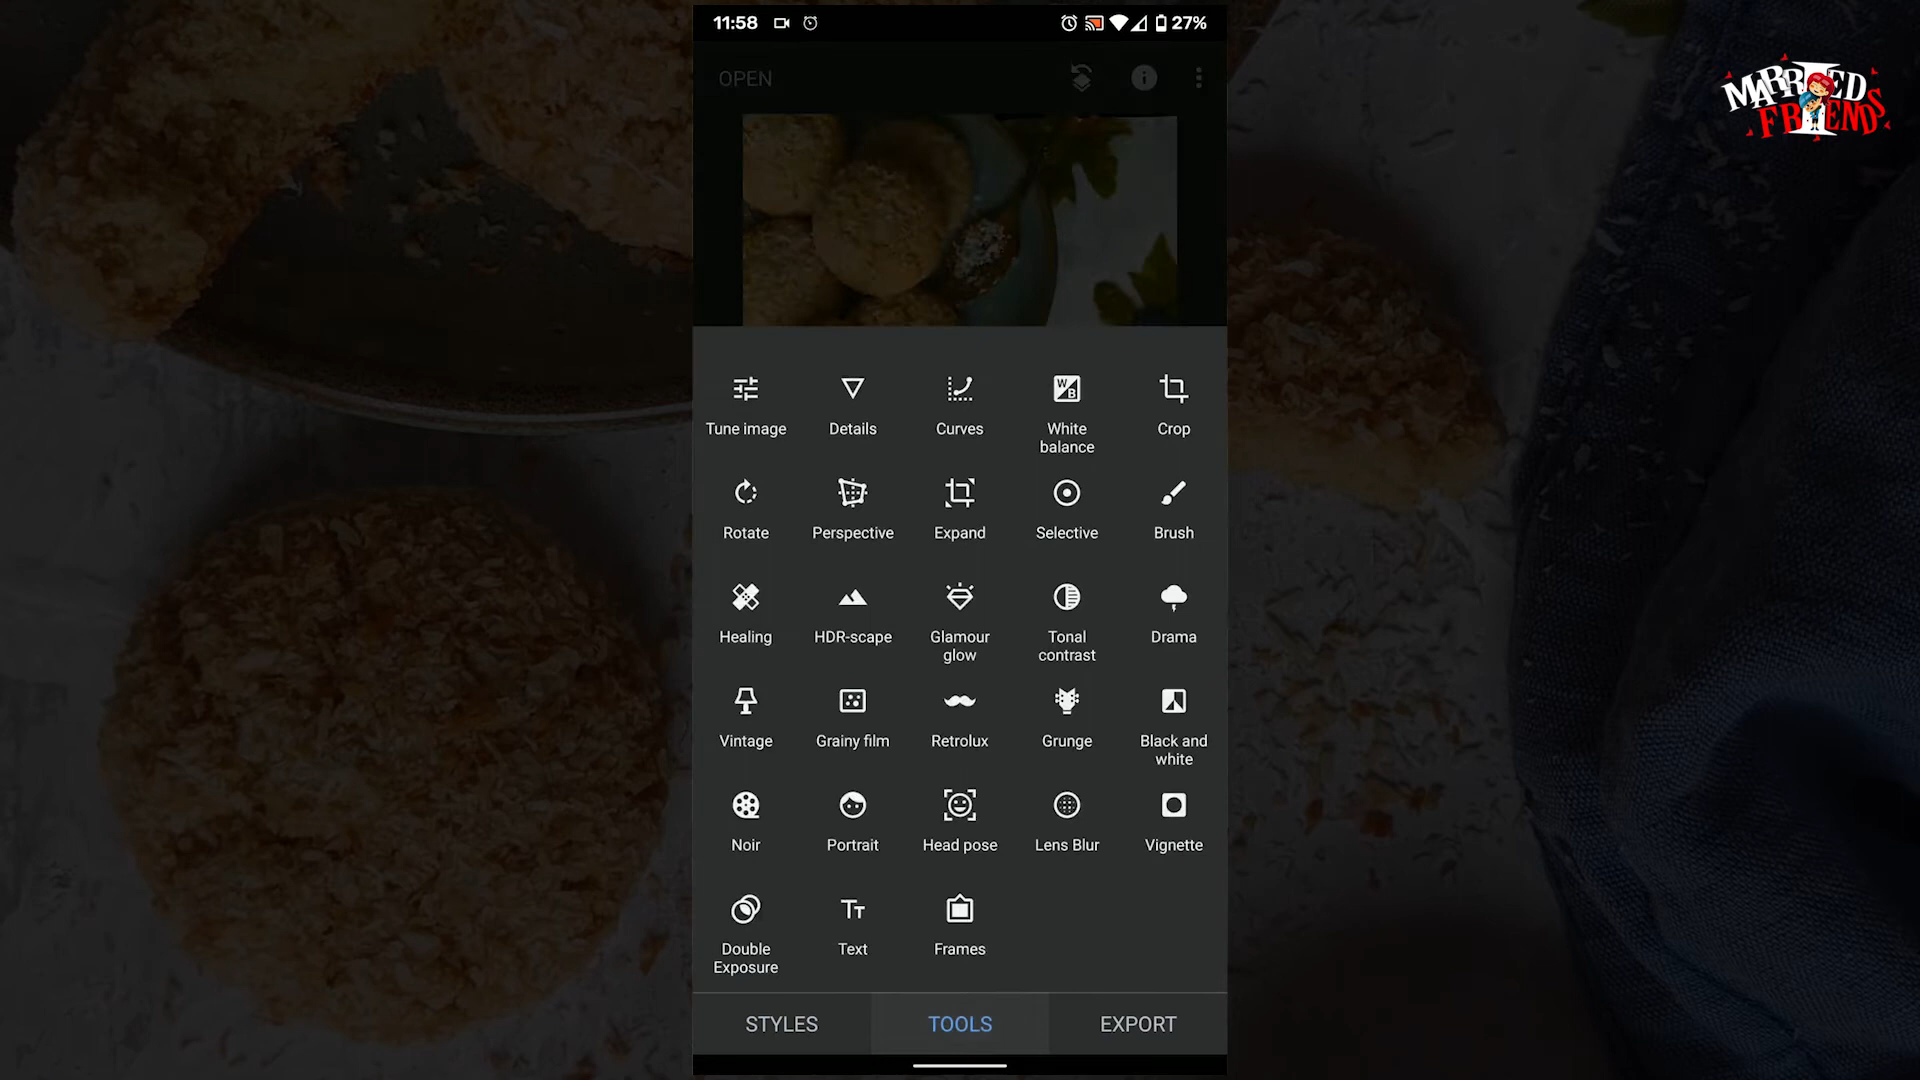 11:58
27%
MARRIED
FRIENDS
OPEN
Tune image
Details
Curves
White
balance
Crop
Rotate
Perspective
Expand
Selective
Brush
Healing
HDR-scape
Glamour
glow
Tonal
contrast
Drama
Vintage
Grainy film
Retrolux
Grunge
Black and
white
Noir
Portrait
Head pose
Lens Blur
Vignette
Double
Exposure
Text
Frames
STYLES
TOOLS
EXPORT